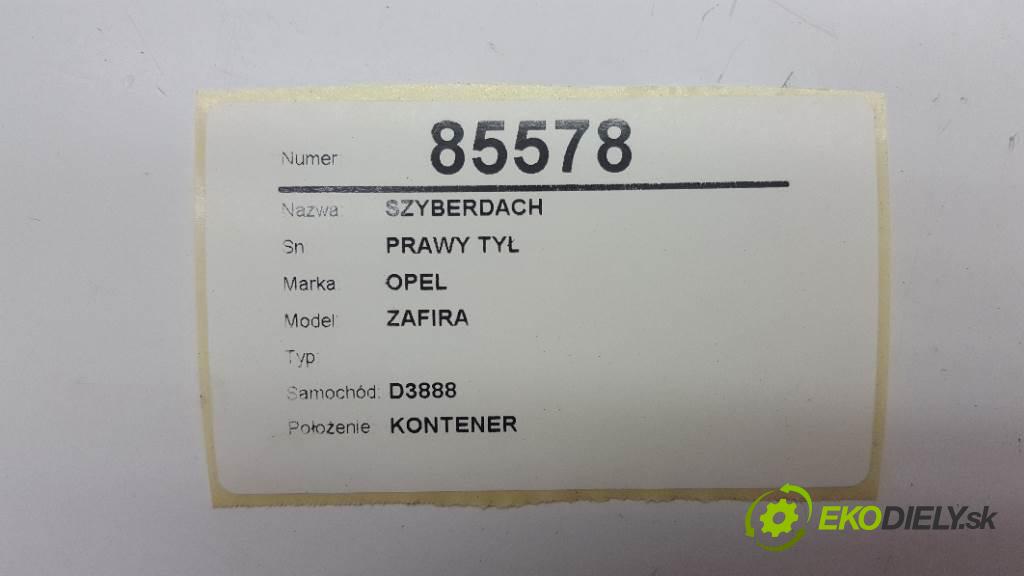 Numer: 85578
Nazwa: SZYBERDACH
Sn PRAWY TYŁ
Marka: OPEL
Model: ZAFIRA
Typ:
Samochód: D3888
Położenie KONTENER
EKODIELY.sk